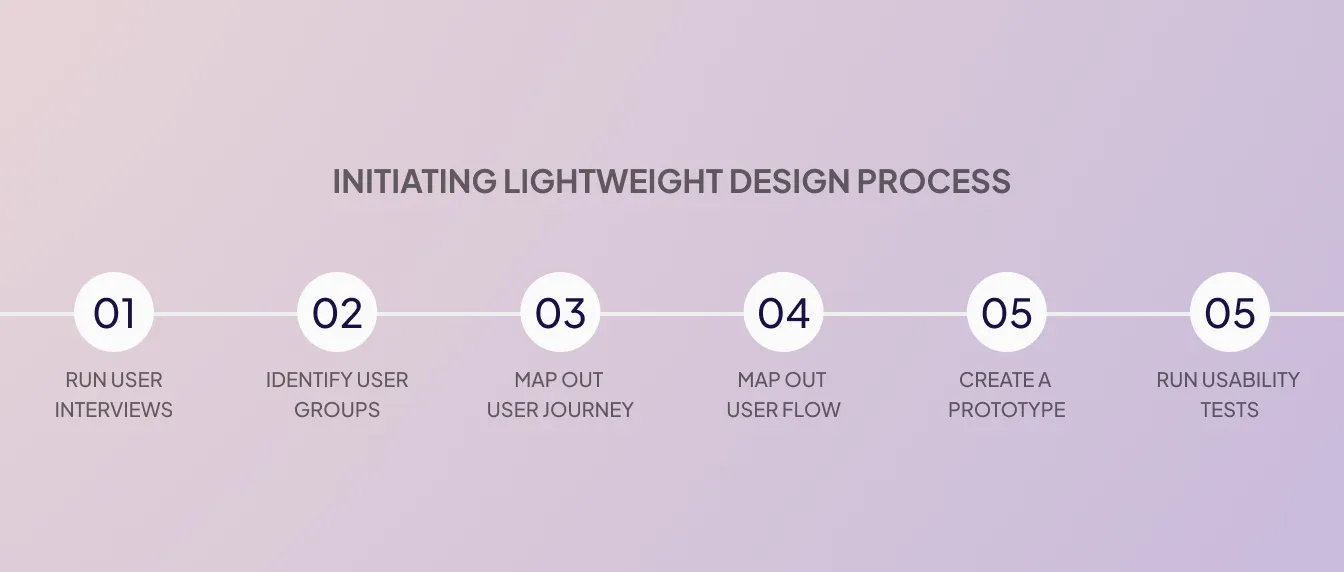 INITIATING LIGHTWEIGHT DESIGN PROCESS
01
RUN USER
INTERVIEWS
02
IDENTIFY USER
GROUPS
03
MAP OUT
USER JOURNEY
04
MAP OUT
USER FLOW
05
CREATE A
PROTOTYPE
05
RUN USABILITY
TESTS